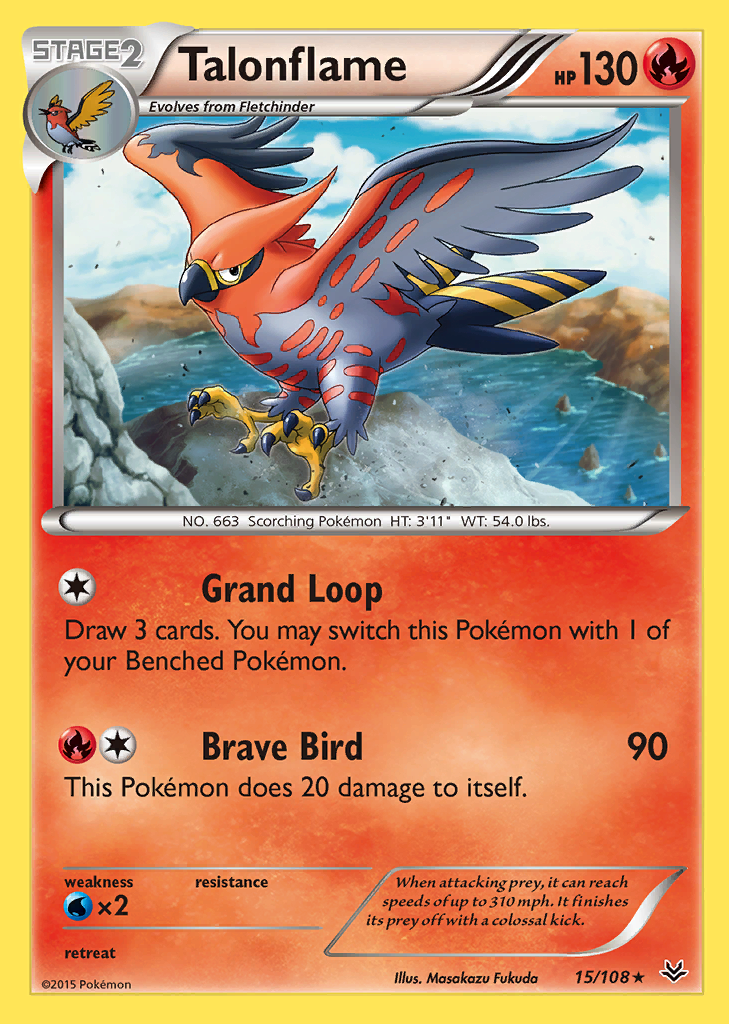 STAGE2
Talonflame
HP 130
Evolves from Fletchinder
NO. 663 Scorching Pokémon HT: 3'11" WT: 54.0 lbs.
Grand Loop
Draw 3 cards. You may switch this Pokémon with 1 of
your Benched Pokémon.
Brave Bird 90
This Pokémon does 20 damage to itself.
weakness resistance
×2
retreat
When attacking prey, it can reach
speeds of up to 310 mph. It finishes
its prey off with a colossal kick.
©2015 Pokémon
Illus. Masakazu Fukuda
15/108 ★